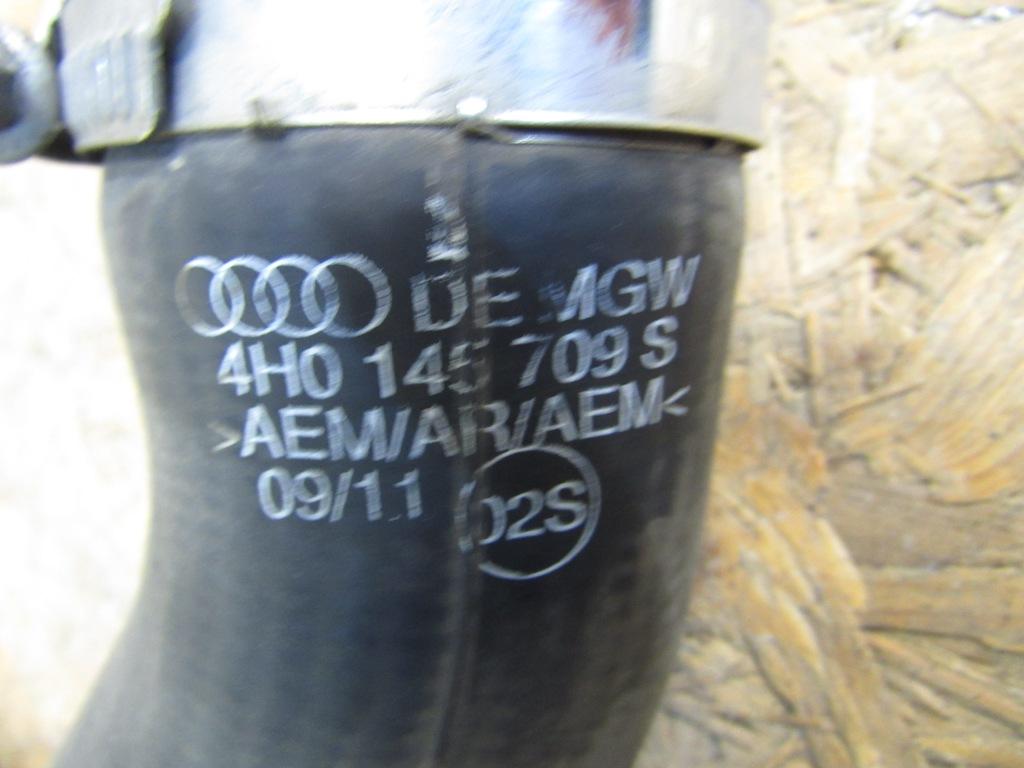 DE MGW
4H0 145 709 S
>AEM/AR/AEM<
09/11 02S